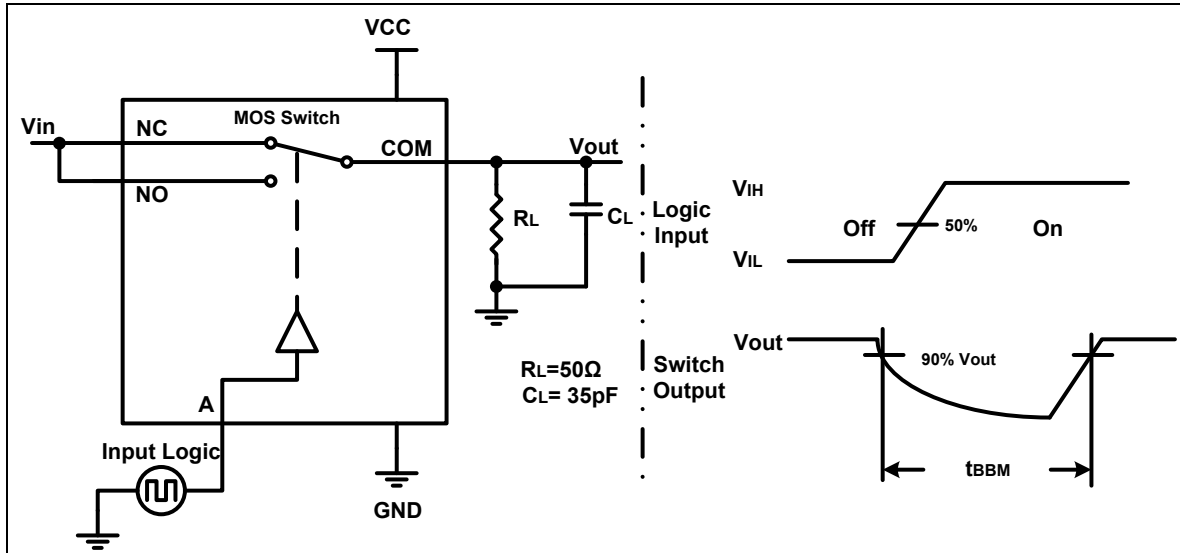 VCC
Vin
NC
MOS Switch
COM
Vout
NO
RL
CL
A
Input Logic
GND
RL=50Ω
CL= 35pF
Logic
Input
VIH
Off
50%
On
VIL
Switch
Output
Vout
90% Vout
tBBM